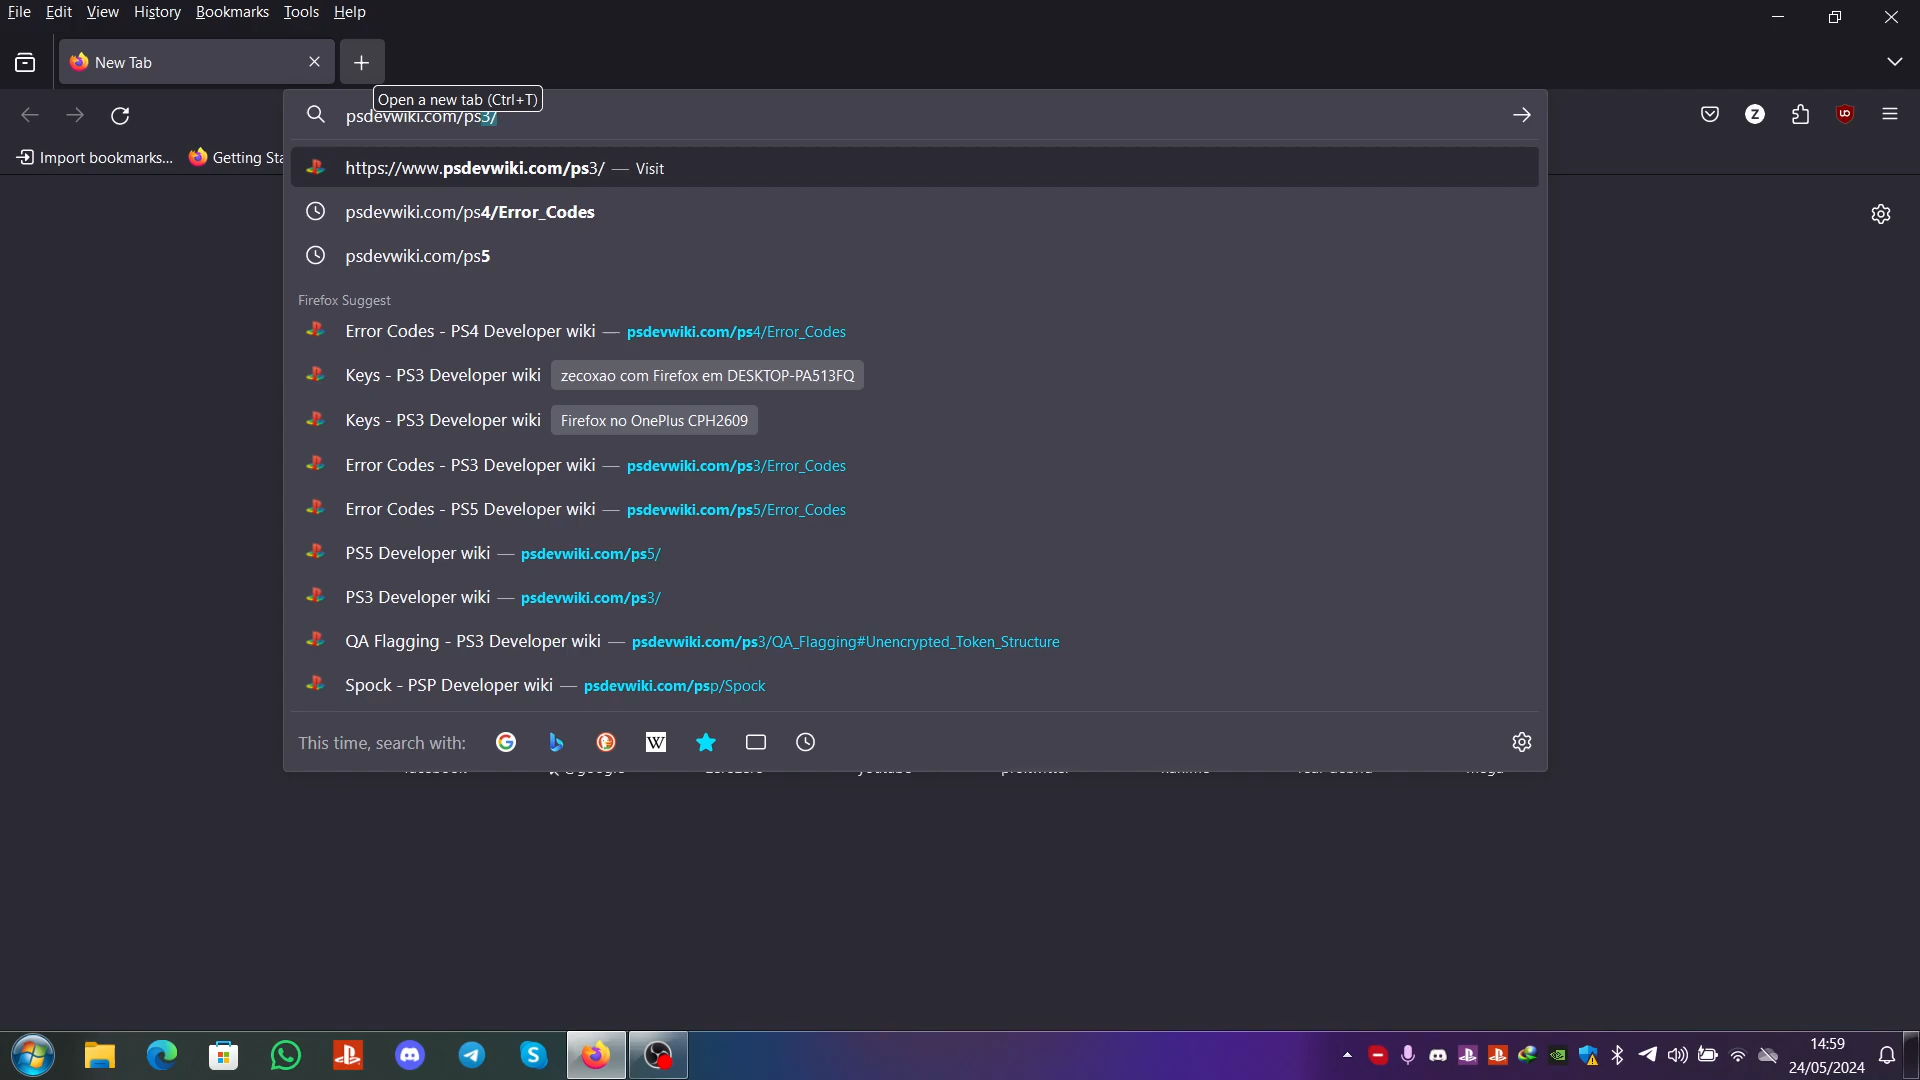 File Edit View History Bookmarks Tools Help
New Tab
Open a new tab (Ctrl+T)
psdevwiki.com/ps3/
Import bookmarks... Getting Sta
https://www.psdevwiki.com/ps3/ — Visit
psdevwiki.com/ps4/Error_Codes
psdevwiki.com/ps5
Firefox Suggest
Error Codes - PS4 Developer wiki — psdevwiki.com/ps4/Error_Codes
Keys - PS3 Developer wiki zecoxao com Firefox em DESKTOP-PA513FQ
Keys - PS3 Developer wiki Firefox no OnePlus CPH2609
Error Codes - PS3 Developer wiki — psdevwiki.com/ps3/Error_Codes
Error Codes - PS5 Developer wiki — psdevwiki.com/ps5/Error_Codes
PS5 Developer wiki — psdevwiki.com/ps5/
PS3 Developer wiki — psdevwiki.com/ps3/
QA Flagging - PS3 Developer wiki — psdevwiki.com/ps3/QA_Flagging#Unencrypted_Token_Structure
Spock - PSP Developer wiki — psdevwiki.com/psp/Spock
This time, search with:
14:59
24/05/2024